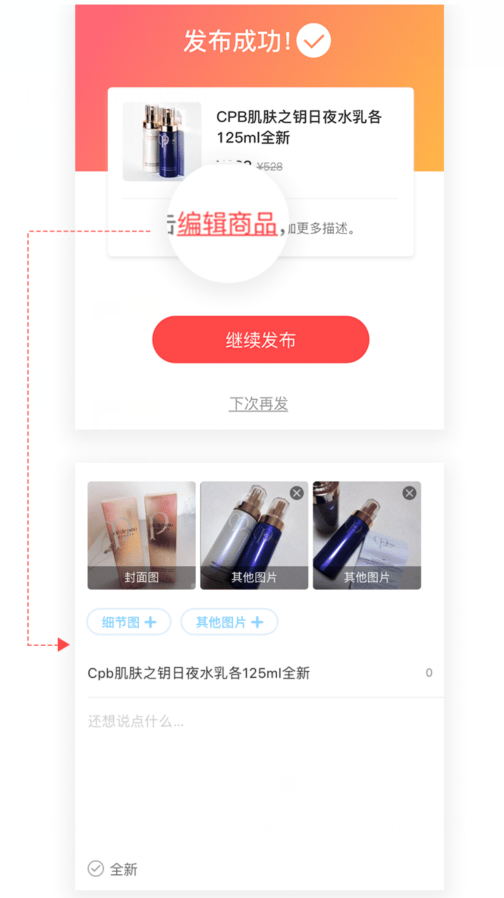 发布成功!
CPB肌肤之钥日夜水乳各
125ml全新
¥528
编辑商品,加更多描述。
继续发布
下次再发
封面图
其他图片
其他图片
细节图 +
其他图片 +
Cpb肌肤之钥日夜水乳各125ml全新
0
还想说点什么...
全新